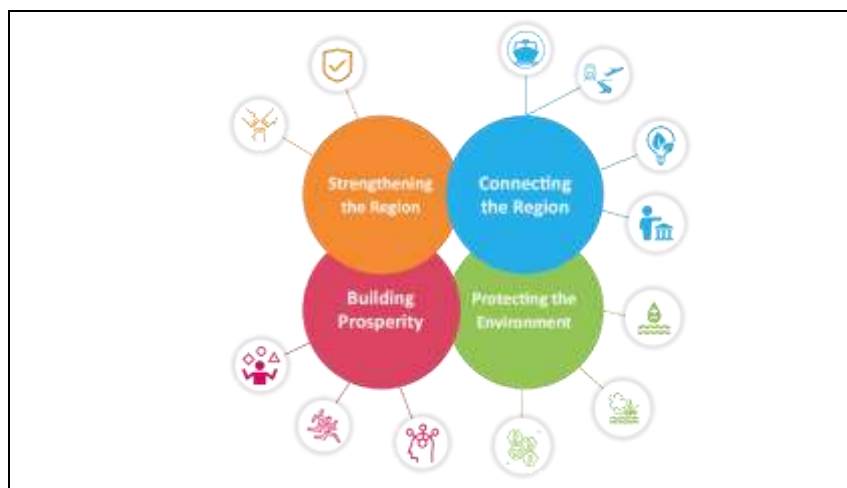 Strengthening
the Region
Connecting
the Region
Building
Prosperity
Protecting the
Environment